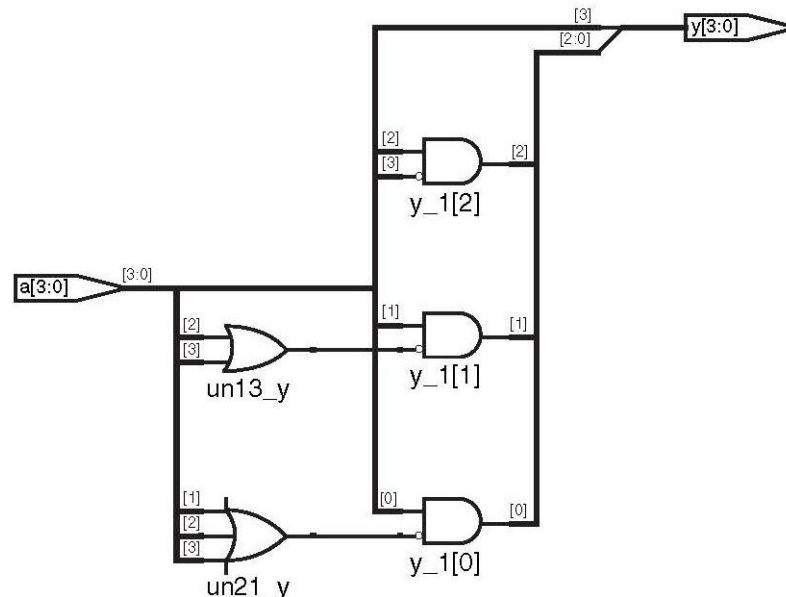 [3]
y[3:0]
[2:0]
[2]
[2]
[3]
y_1[2]
[3:0]
a[3:0]
[1]
[1]
[2]
[3]
y_1[1]
un13_y
[0]
[0]
[1]
[2]
[3]
y_1[0]
un21_y